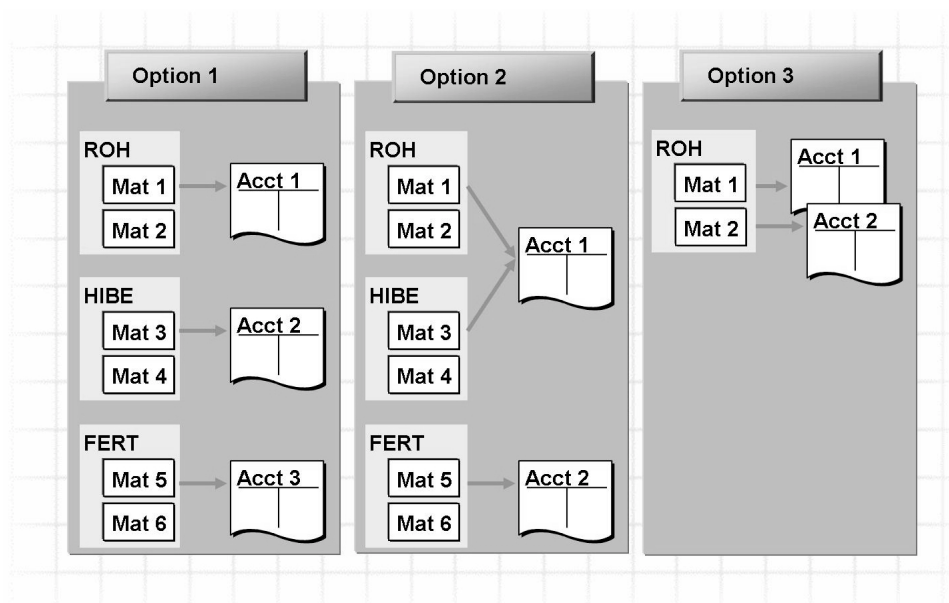 Option 1
ROH
Mat 1
Acct 1
Mat 2
HIBE
Mat 3
Acct 2
Mat 4
FERT
Mat 5
Acct 3
Mat 6
Option 2
ROH
Mat 1
Mat 2
Acct 1
HIBE
Mat 3
Mat 4
FERT
Mat 5
Acct 2
Mat 6
Option 3
ROH
Acct 1
Mat 1
Mat 2
Acct 2